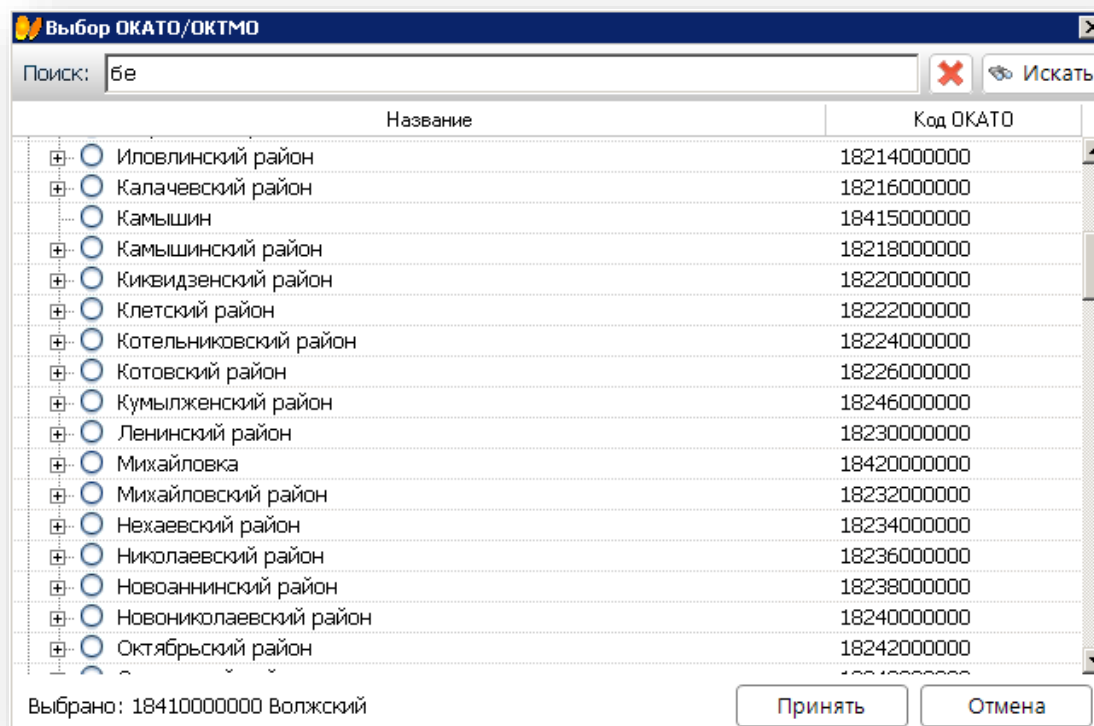 Выбор ОКАТО/ОКТМО
Поиск: бе Искать
Название Код ОКАТО
Иловлинский район 18214000000
Калачевский район 18216000000
Камышин 18415000000
Камышинский район 18218000000
Киквидзенский район 18220000000
Клетский район 18222000000
Котельниковский район 18224000000
Котовский район 18226000000
Кумылженский район 18246000000
Ленинский район 18230000000
Михайловка 18420000000
Михайловский район 18232000000
Нехаевский район 18234000000
Николаевский район 18236000000
Новоаннинский район 18238000000
Новониколаевский район 18240000000
Октябрьский район 18242000000
Выбрано: 18410000000 Волжский Принять Отмена